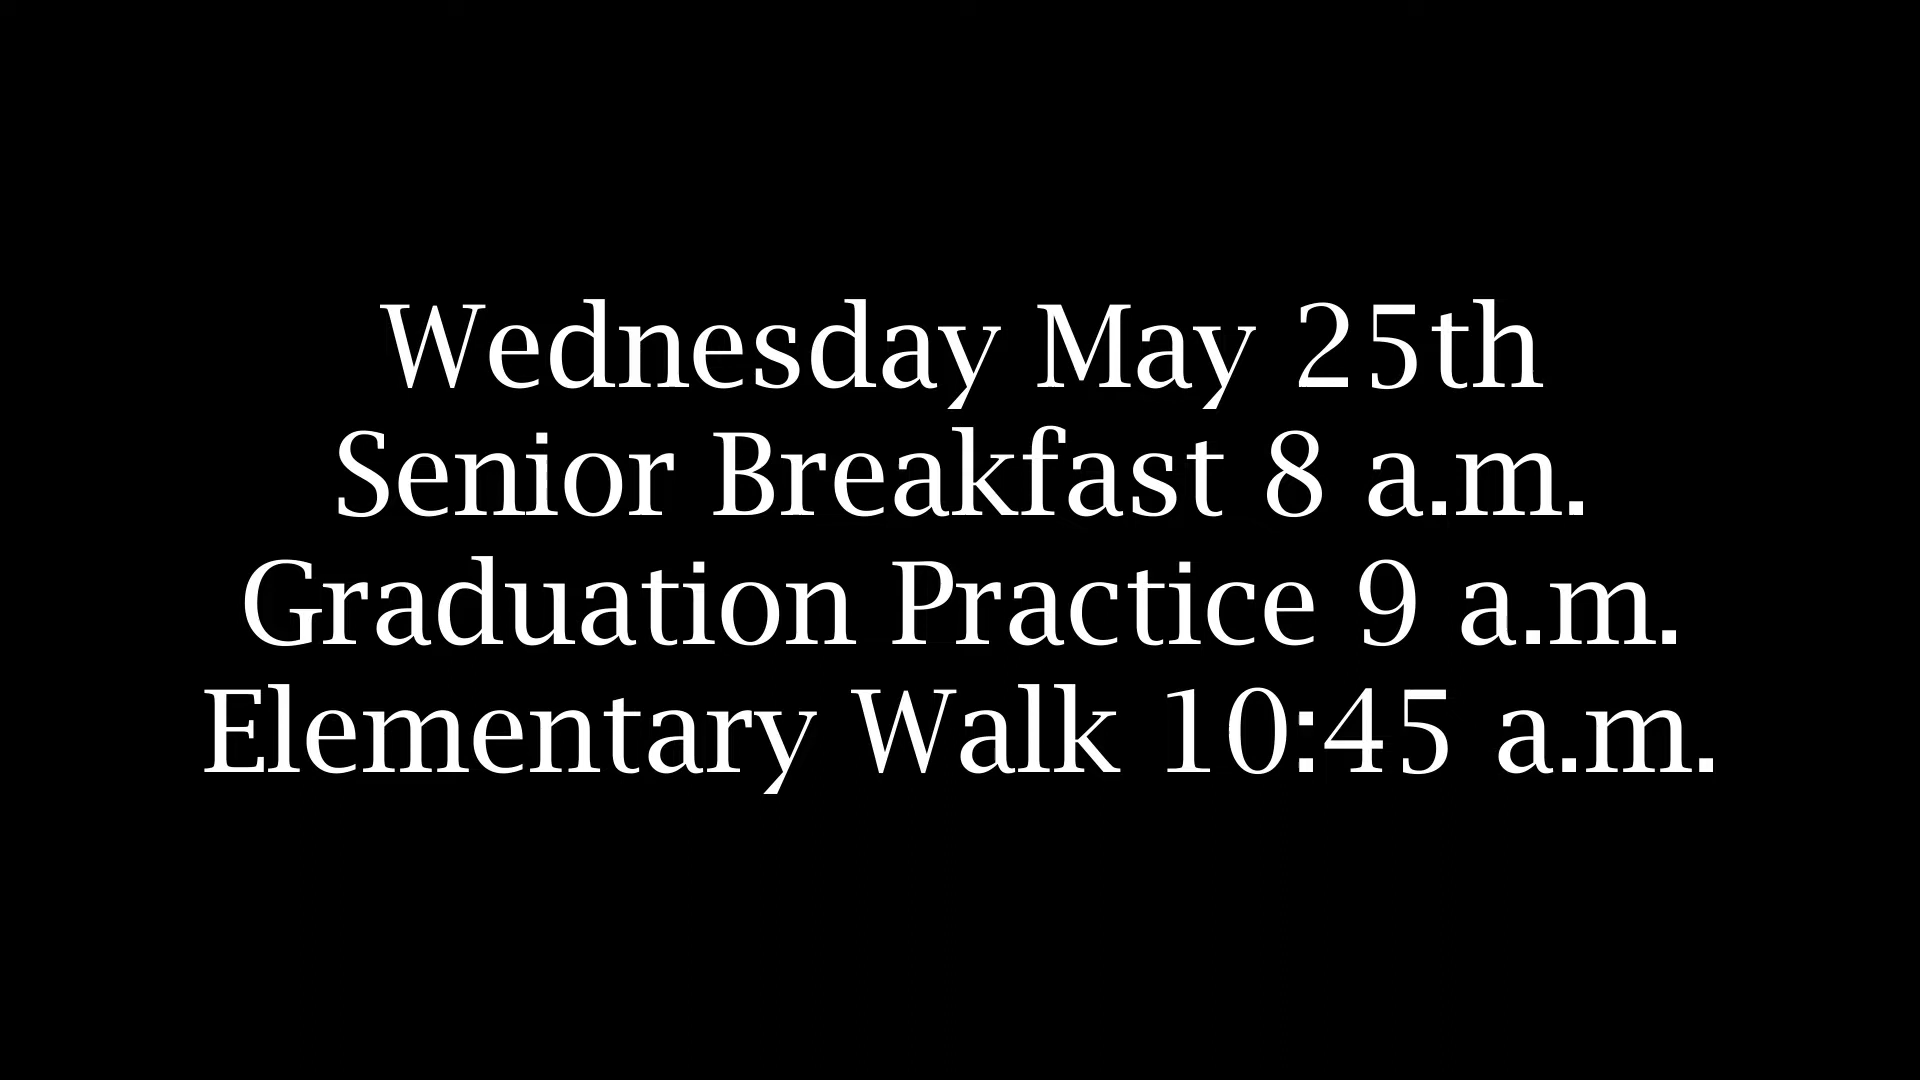 Wednesday May 25th
Senior Breakfast 8 a.m.
Graduation Practice 9 a.m.
Elementary Walk 10:45 a.m.